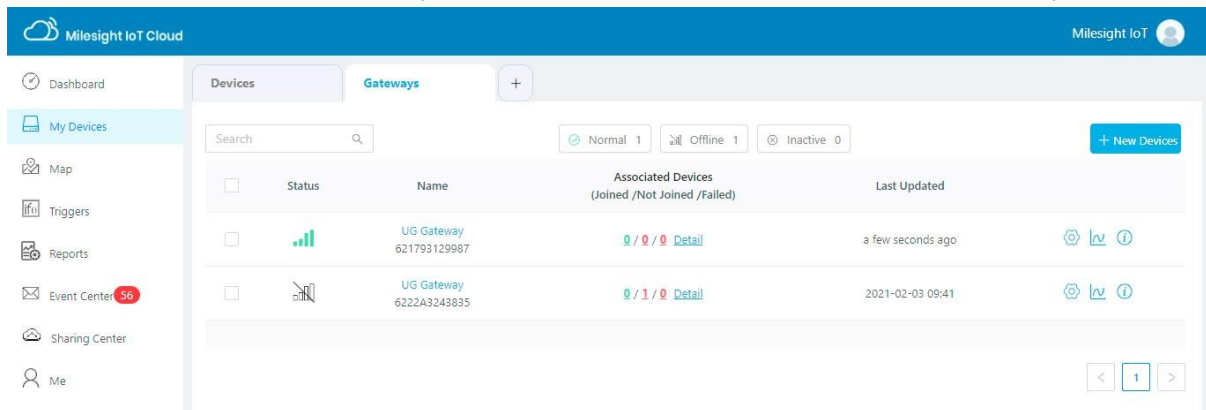 Milesight IoT Cloud
Milesight IoT
Dashboard
My Devices
Map
Triggers
Reports
Event Center 56
Sharing Center
Me
Devices
Gateways
+
Search
Normal 1
Offline 1
Inactive 0
+ New Devices
Status
Name
Associated Devices
(Joined /Not Joined /Failed)
Last Updated
UG Gateway
621793129987
0 / 0 / 0 Detail
a few seconds ago
UG Gateway
6222A3243835
0 / 1 / 0 Detail
2021-02-03 09:41
< 1 >